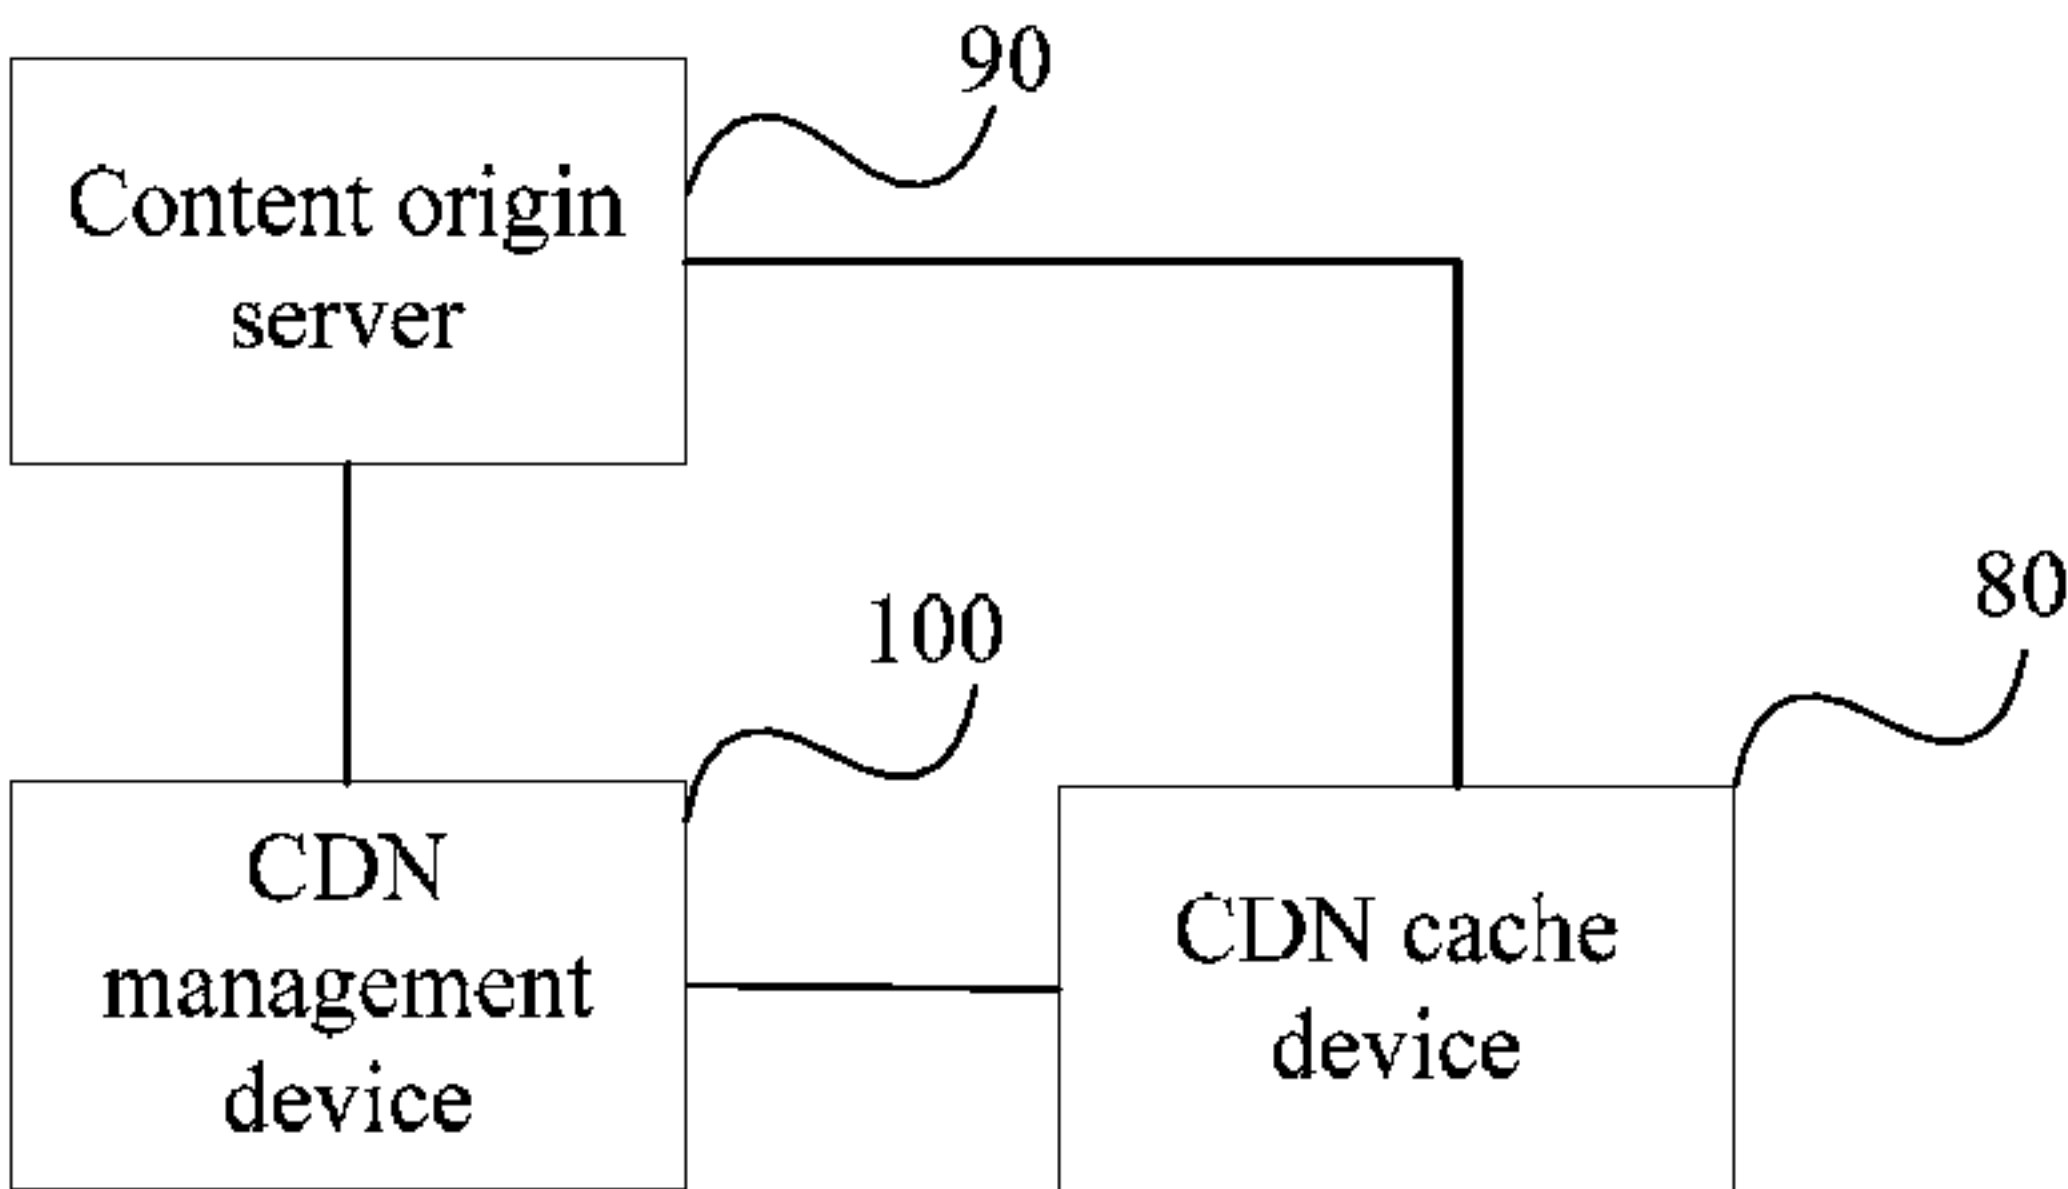 90
Content origin
server
100
80
CDN
management
device
CDN cache
device